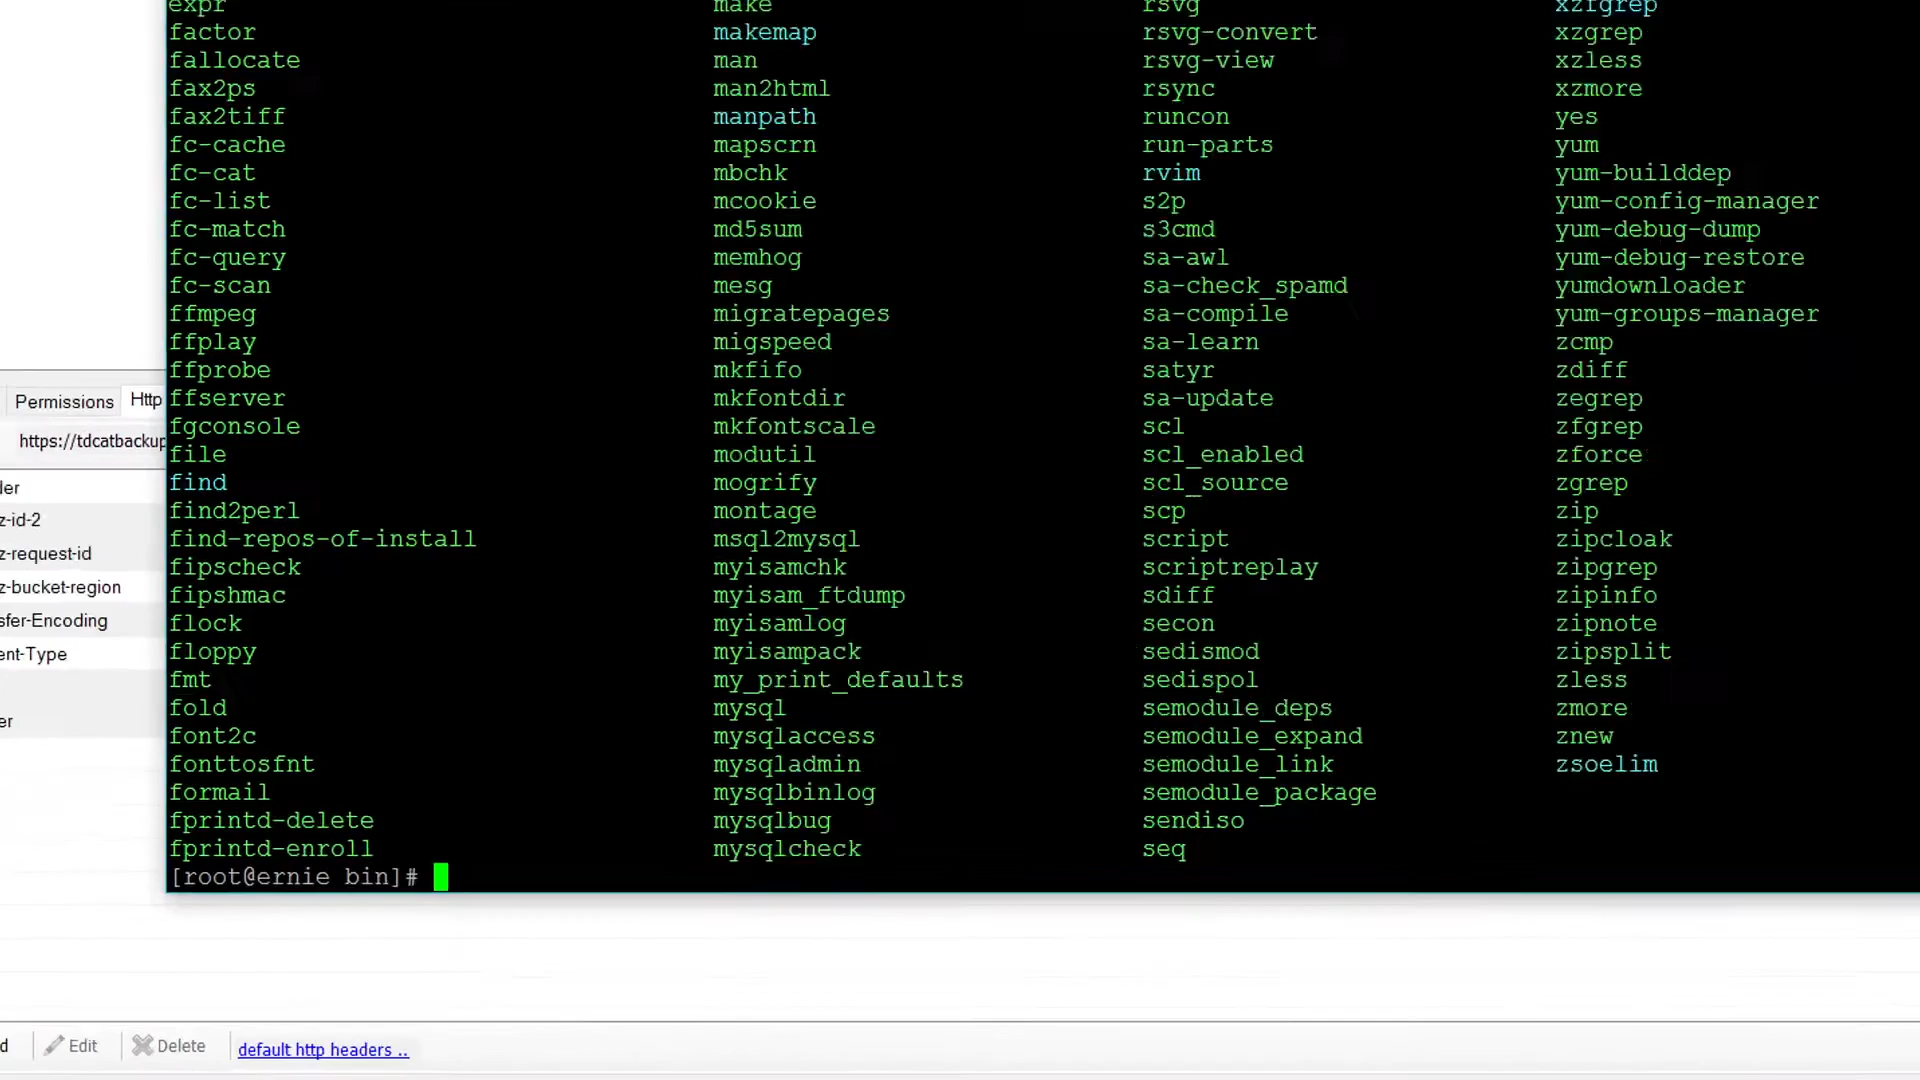 expr make rsvg xzfgrep
factor makemap rsvg-convert xzgrep
fallocate man rsvg-view xzless
fax2ps man2html rsync xzmore
fax2tiff manpath runcon yes
fc-cache mapscrn run-parts yum
fc-cat mbchk rvim yum-builddep
fc-list mcookie s2p yum-config-manager
fc-match md5sum s3cmd yum-debug-dump
fc-query memhog sa-awl yum-debug-restore
fc-scan mesg sa-check_spamd yumdownloader
ffmpeg migratepages sa-compile yum-groups-manager
ffplay migspeed sa-learn zcmp
ffprobe mkfifo satyr zdiff
ffserver mkfontdir sa-update zegrep
fgconsole mkfontscale scl zfgrep
file modutil scl_enabled zforce
find mogrify scl_source zgrep
find2perl montage scp zip
find-repos-of-install msql2mysql script zipcloak
fipscheck myisamchk scriptreplay zipgrep
fipshmac myisam_ftdump sdiff zipinfo
flock myisamlog secon zipnote
floppy myisampack sedismod zipsplit
fmt my_print_defaults sedispol zless
fold mysql semodule_deps zmore
font2c mysqlaccess semodule_expand znew
fonttosfnt mysqladmin semodule_link zsoelim
formail mysqlbinlog semodule_package
fprintd-delete mysqlbug sendiso
fprintd-enroll mysqlcheck seq
[root@ernie bin]#
Permissions Http
https://tdcatbackup
der
z-id-2
z-request-id
z-bucket-region
sfer-Encoding
ent-Type
er
d Edit Delete default http headers ..